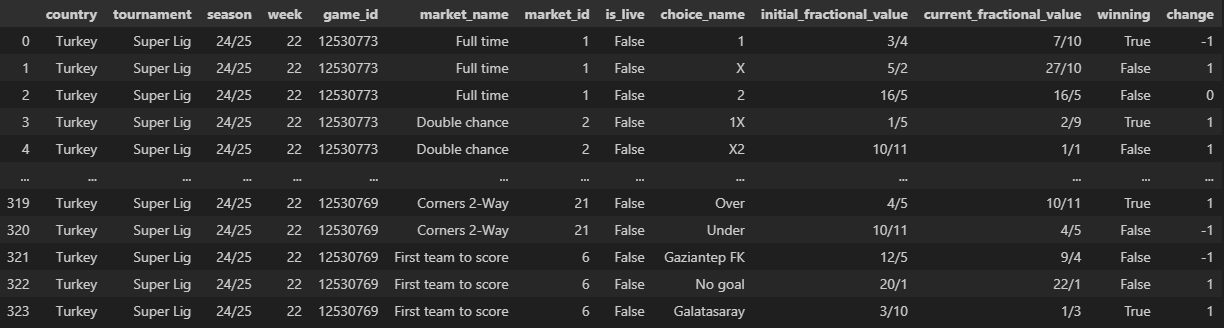 country tournament season week game_id market_name market_id is_live choice_name initial_fractional_value current_fractional_value winning change
0 Turkey Super Lig 24/25 22 12530773 Full time 1 False 1 3/4 7/10 True -1
1 Turkey Super Lig 24/25 22 12530773 Full time 1 False X 5/2 27/10 False 1
2 Turkey Super Lig 24/25 22 12530773 Full time 1 False 2 16/5 16/5 False 0
3 Turkey Super Lig 24/25 22 12530773 Double chance 2 False 1X 1/5 2/9 True 1
4 Turkey Super Lig 24/25 22 12530773 Double chance 2 False X2 10/11 1/1 False 1
... ... ... ... ... ... ... ... ... ... ... ... ... ...
319 Turkey Super Lig 24/25 22 12530769 Corners 2-Way 21 False Over 4/5 10/11 True 1
320 Turkey Super Lig 24/25 22 12530769 Corners 2-Way 21 False Under 10/11 4/5 False -1
321 Turkey Super Lig 24/25 22 12530769 First team to score 6 False Gaziantep FK 12/5 9/4 False -1
322 Turkey Super Lig 24/25 22 12530769 First team to score 6 False No goal 20/1 22/1 False 1
323 Turkey Super Lig 24/25 22 12530769 First team to score 6 False Galatasaray 3/10 1/3 True 1